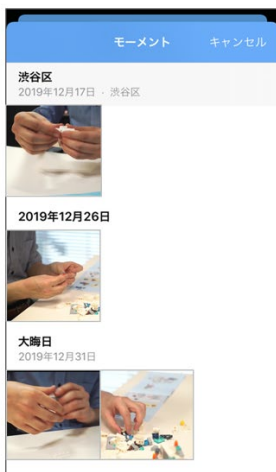 モーメント キャンセル
渋谷区
2019年12月17日 · 渋谷区
2019年12月26日
大晦日
2019年12月31日